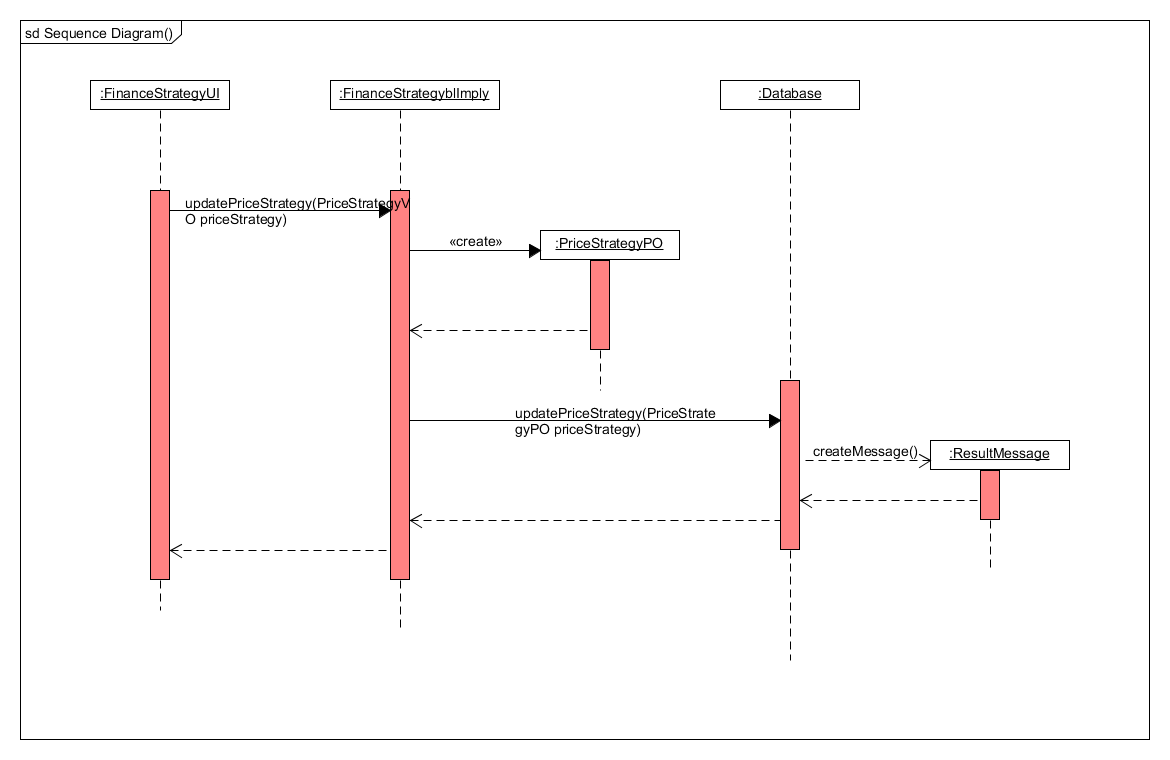 sd Sequence Diagram()
:FinanceStrategyUI
:FinanceStrategyblImply
:Database
updatePriceStrategy(PriceStrategyV
O priceStrategy)
«create»
:PriceStrategyPO
updatePriceStrategy(PriceStrate
gyPO priceStrategy)
createMessage()
:ResultMessage